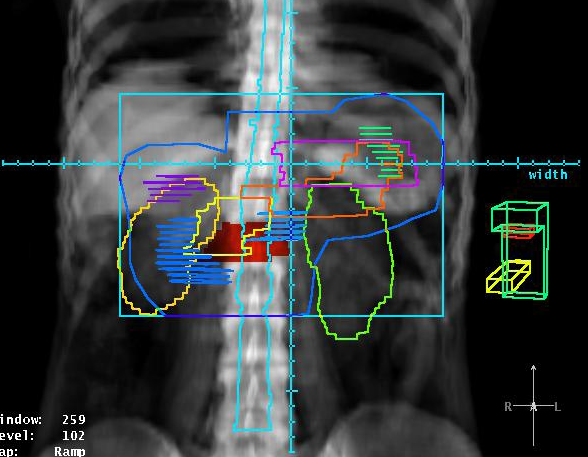 width
R A L
indow: 259
evel: 102
ap: Ramp